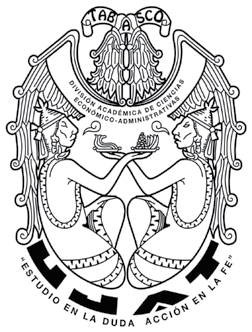 TABASCO
DIVISIÓN ACADÉMICA DE CIENCIAS
ECONÓMICO-ADMINISTRATIVAS
UJAT
“ESTUDIO EN LA DUDA ACCIÓN EN LA FE”